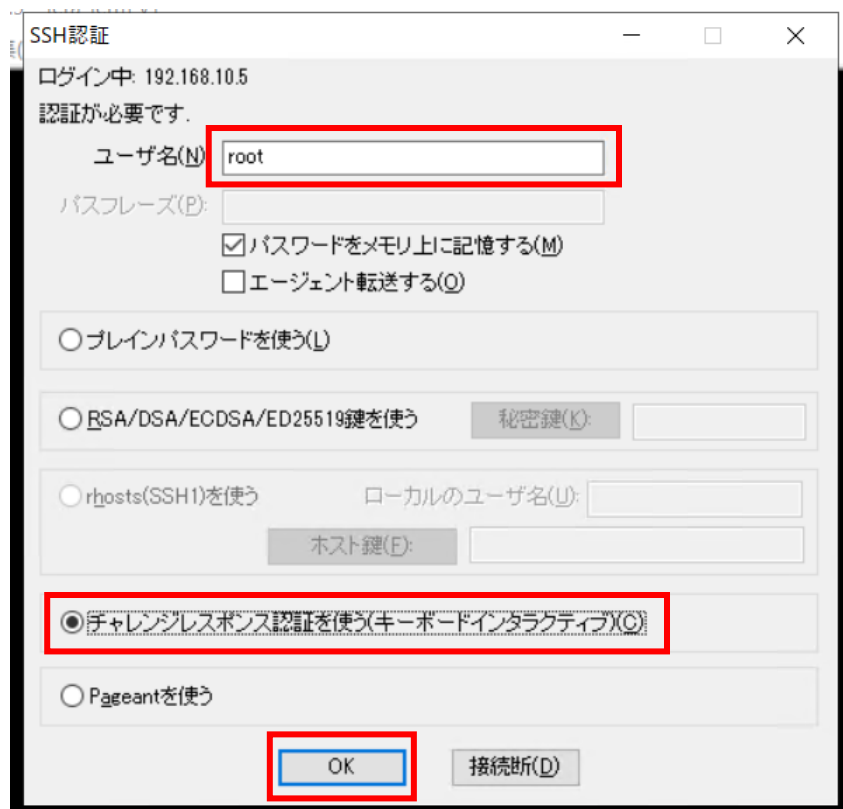 SSH認証
ログイン中: 192.168.10.5
認証が必要です.
ユーザ名(N) root
パスフレーズ(P):
パスワードをメモリ上に記憶する(M)
エージェント転送する(O)
プレインパスワードを使う(L)
RSA/DSA/ECDSA/ED25519鍵を使う 秘密鍵(K):
rhosts(SSH1)を使う ローカルのユーザ名(U):
ホスト鍵(F):
チャレンジレスポンス認証を使う(キーボードインタラクティブ)(C)
Pageantを使う
OK 接続断(D)